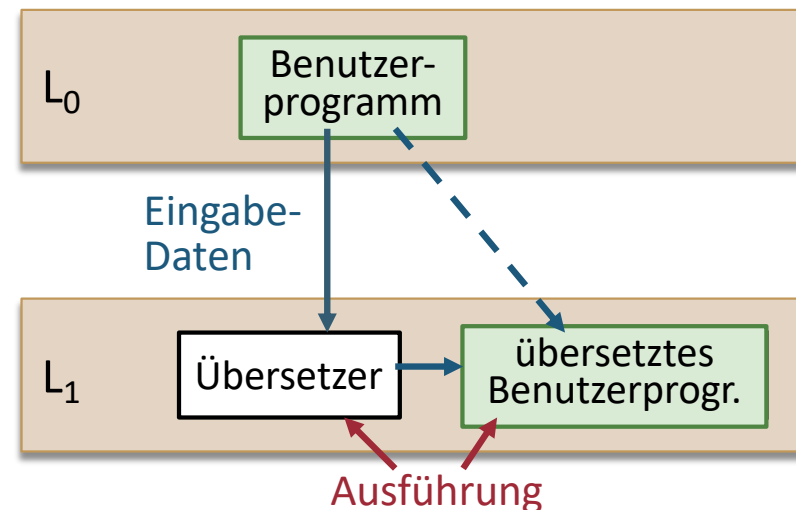 L₀
Benutzer-
programm
Eingabe-
Daten
L₁
Übersetzer
übersetztes
Benutzerprogr.
Ausführung